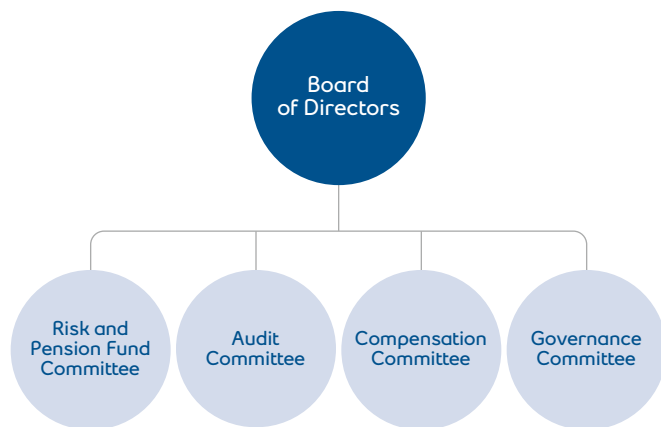 Board
of Directors
Risk and
Pension Fund
Committee
Audit
Committee
Compensation
Committee
Governance
Committee